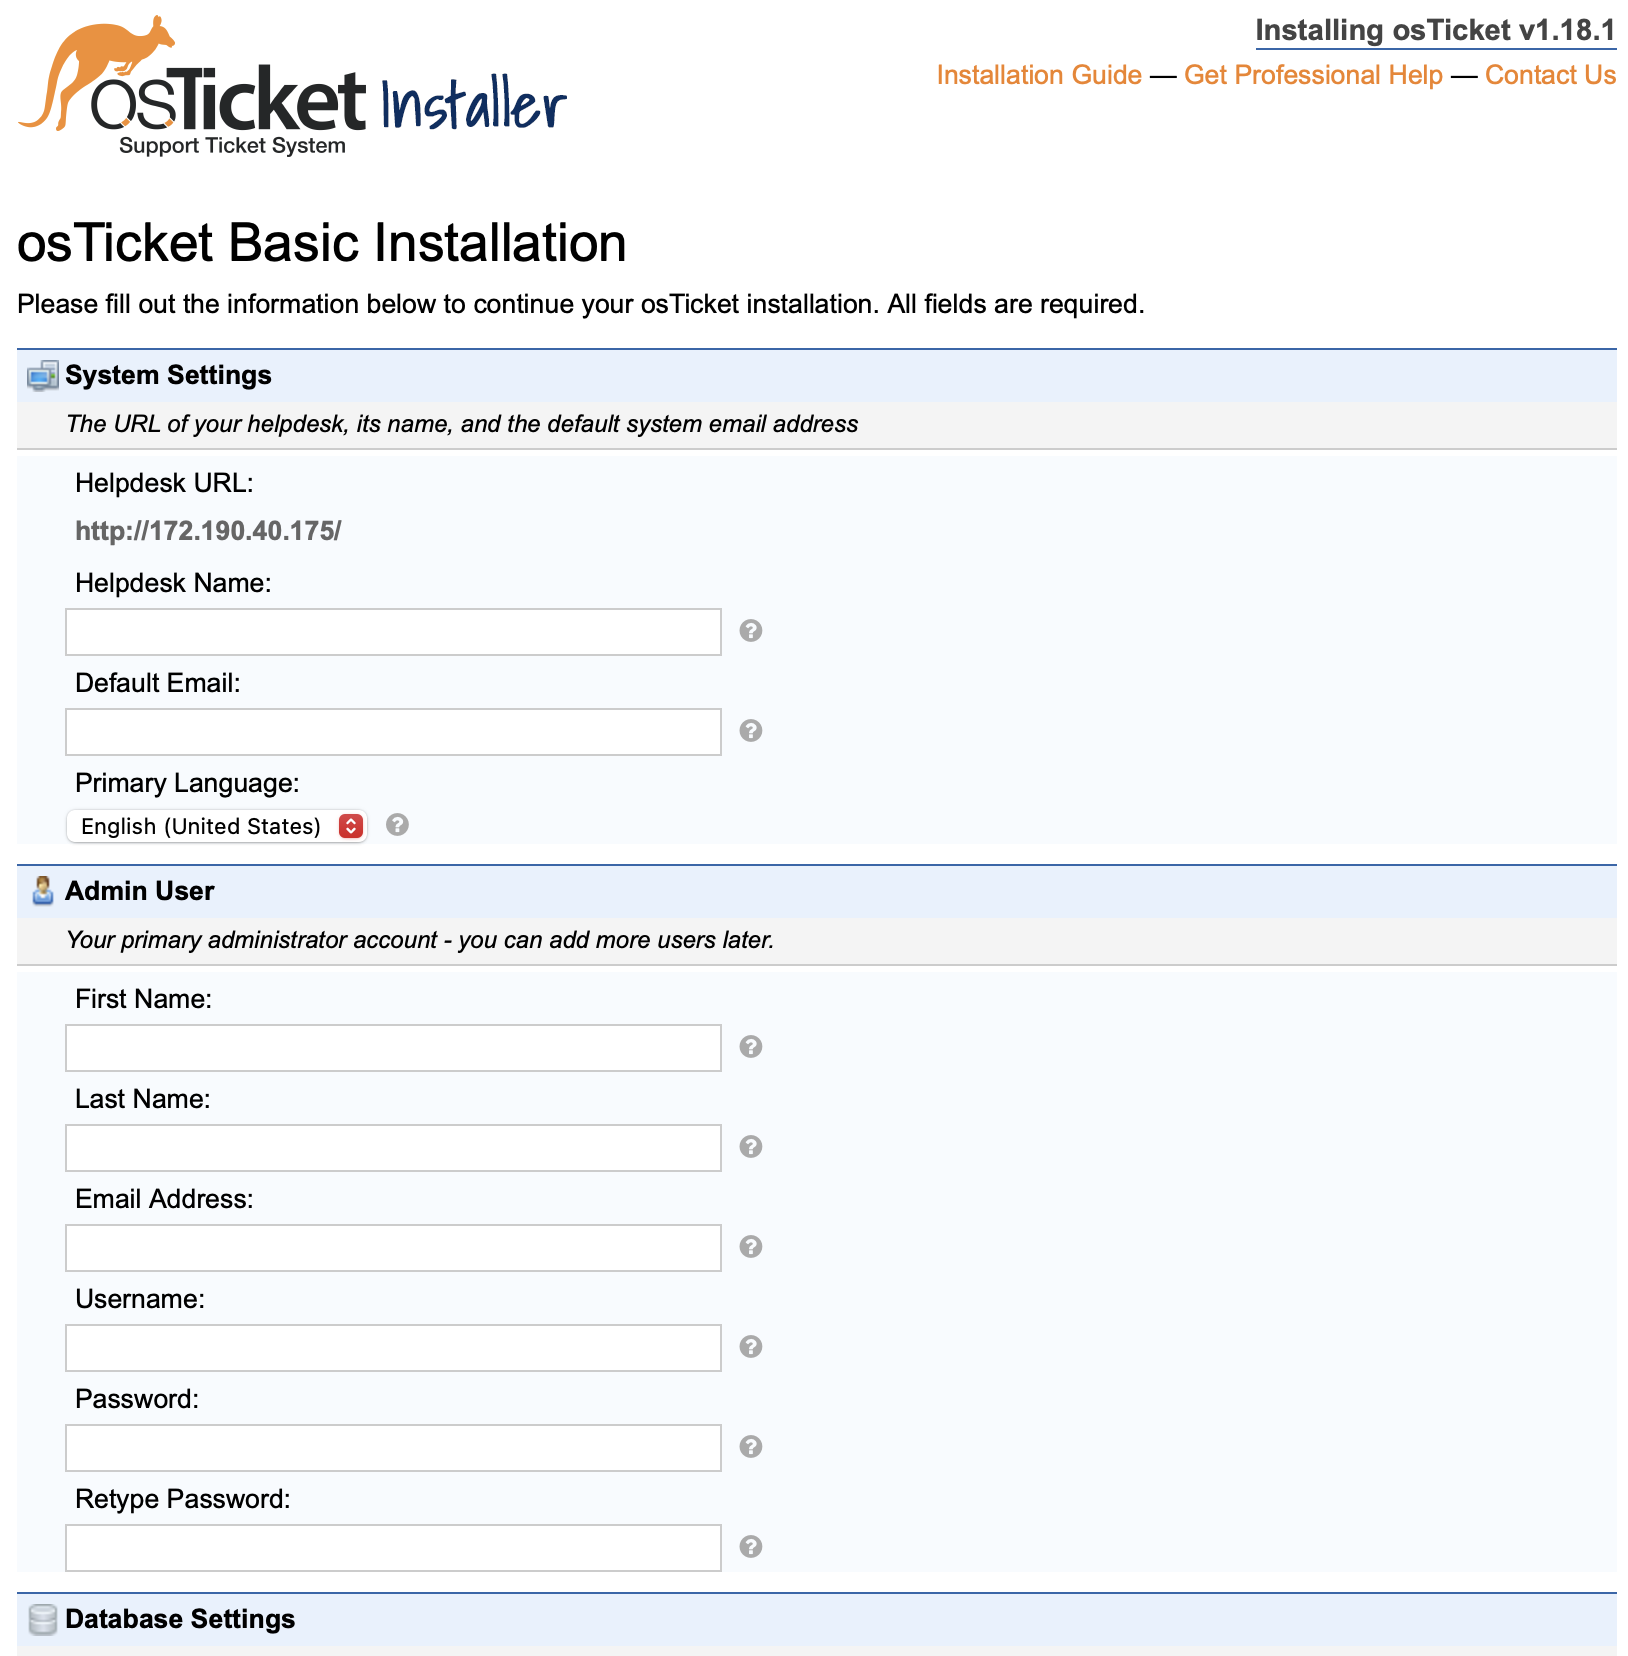 osTicket Installer
Support Ticket System
Installing osTicket v1.18.1
Installation Guide — Get Professional Help — Contact Us
osTicket Basic Installation
Please fill out the information below to continue your osTicket installation. All fields are required.
System Settings
The URL of your helpdesk, its name, and the default system email address
Helpdesk URL:
http://172.190.40.175/
Helpdesk Name:
?
Default Email:
?
Primary Language:
English (United States) ?
Admin User
Your primary administrator account - you can add more users later.
First Name:
?
Last Name:
?
Email Address:
?
Username:
?
Password:
?
Retype Password:
?
Database Settings